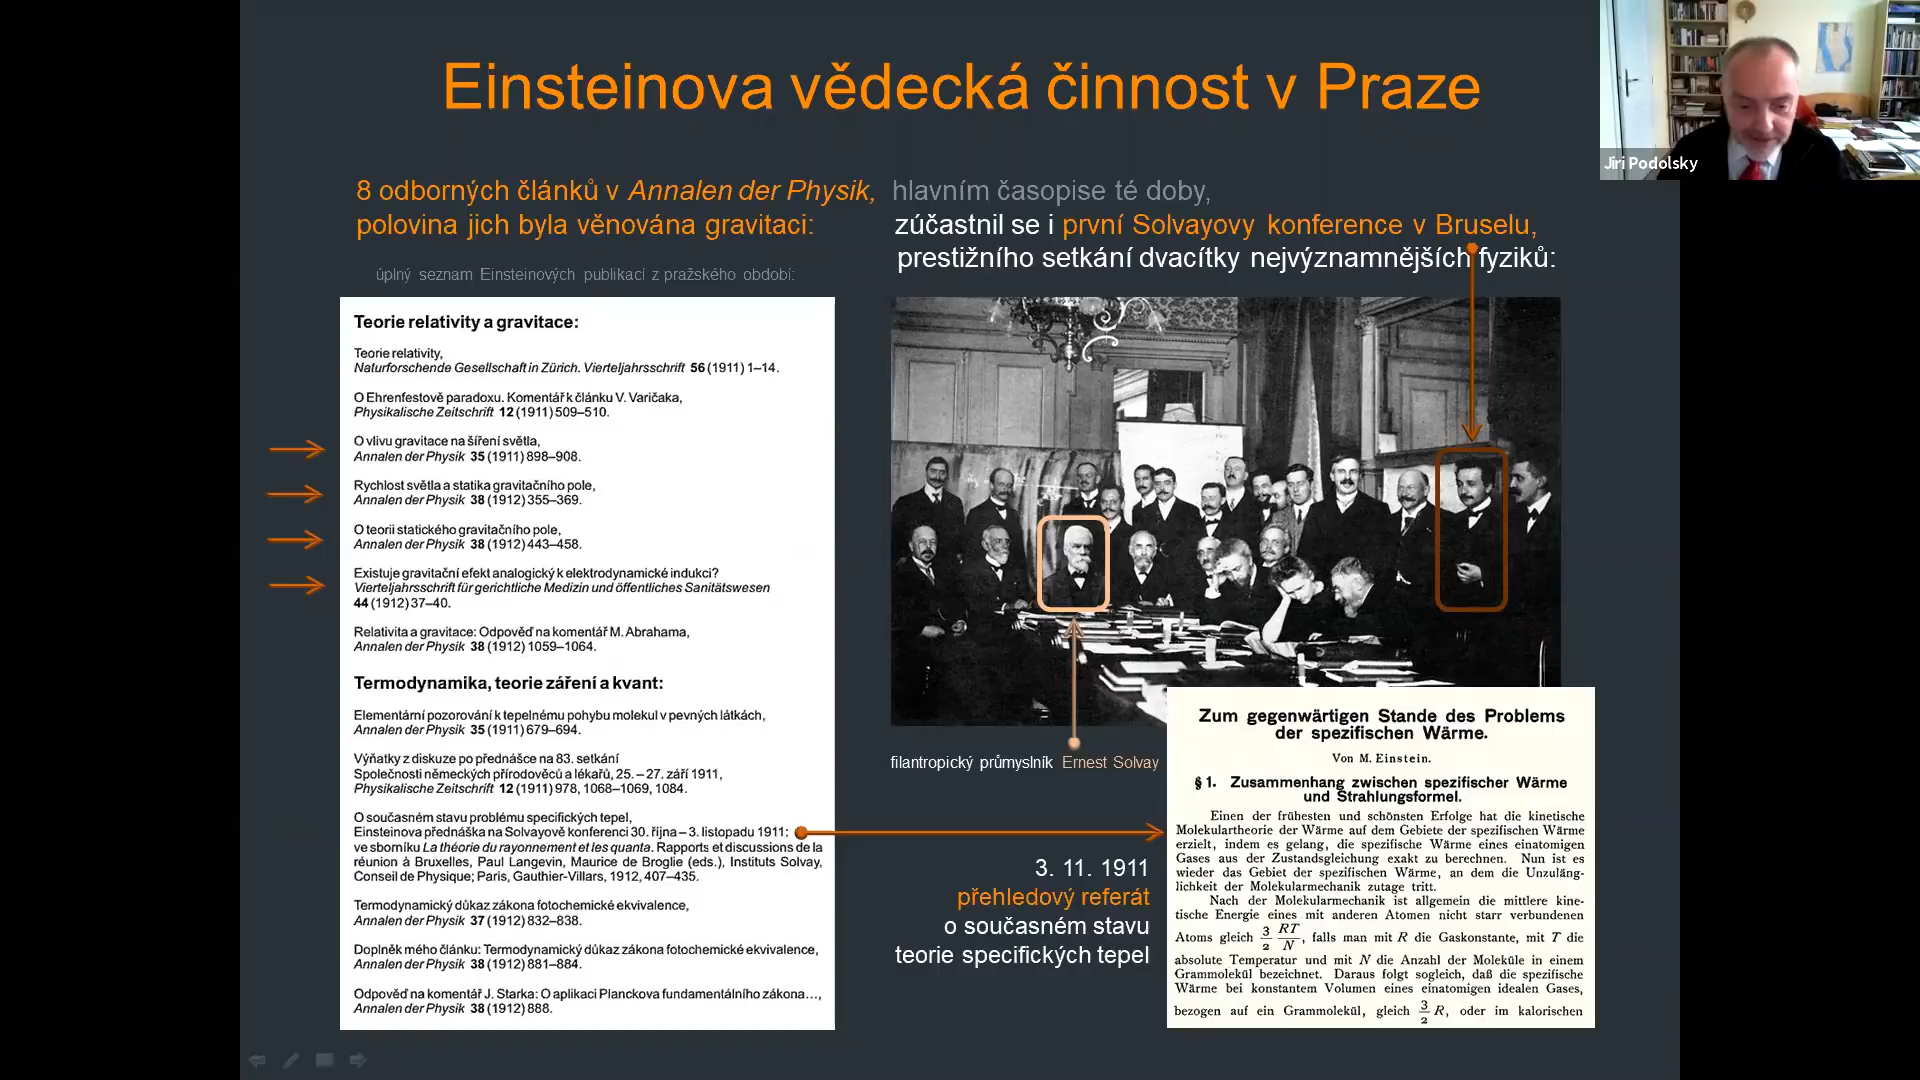 Einsteinova vědecká činnost v Praze
Jiri Podolsky
8 odborných článků v Annalen der Physik, hlavním časopise té doby,
polovina jich byla věnována gravitaci:
zúčastnil se i první Solvayovy konference v Bruselu,
prestižního setkání dvacítky nejvýznamnějších fyziků:
úplný seznam Einsteinových publikací z pražského období:
Teorie relativity a gravitace:
Teorie relativity,
Naturforschende Gesellschaft in Zürich. Vierteljahrsschrift 56 (1911) 1–14.
O Ehrenfestově paradoxu. Komentář k článku V. Varičaka,
Physikalische Zeitschrift 12 (1911) 509–510.
O vlivu gravitace na šíření světla,
Annalen der Physik 35 (1911) 898–908.
Rychlost světla a statika gravitačního pole,
Annalen der Physik 38 (1912) 355–369.
O teorii statického gravitačního pole,
Annalen der Physik 38 (1912) 443–458.
Existuje gravitační efekt analogický k elektrodynamické indukci?
Vierteljahrsschrift für gerichtliche Medizin und öffentliches Sanitätswesen
44 (1912) 37–40.
Relativita a gravitace: Odpověď na komentář M. Abrahama,
Annalen der Physik 38 (1912) 1059–1064.
Termodynamika, teorie záření a kvant:
Elementární pozorování k tepelnému pohybu molekul v pevných látkách,
Annalen der Physik 35 (1911) 679–694.
Výňatky z diskuze po přednášce na 83. setkání
Společnosti německých přírodovědců a lékařů, 25. – 27. září 1911,
Physikalische Zeitschrift 12 (1911) 978, 1068–1069, 1084.
O současném stavu problému specifických tepel,
Einsteinova přednáška na Solvayově konferenci 30. října – 3. listopadu 1911:
ve sborníku La théorie du rayonnement et les quanta. Rapports et discussions de la
réunion à Bruxelles, Paul Langevin, Maurice de Broglie (eds.), Instituts Solvay,
Conseil de Physique; Paris, Gauthier-Villars, 1912, 407–435.
Termodynamický důkaz zákona fotochemické ekvivalence,
Annalen der Physik 37 (1912) 832–838.
Doplněk mého článku: Termodynamický důkaz zákona fotochemické ekvivalence,
Annalen der Physik 38 (1912) 881–884.
Odpověď na komentář J. Starka: O aplikaci Planckova fundamentálního zákona…,
Annalen der Physik 38 (1912) 888.
filantropický průmyslník Ernest Solvay
3. 11. 1911
přehledový referát
o současném stavu
teorie specifických tepel
Zum gegenwärtigen Stande des Problems
der spezifischen Wärme.
Von M. Einstein.
§ 1. Zusammenhang zwischen spezifischer Wärme
und Strahlungsformel.
Einen der frühesten und schönsten Erfolge hat die kinetische
Molekulartheorie der Wärme auf dem Gebiete der spezifischen Wärme
erzielt, indem es gelang, die spezifische Wärme eines einatomigen
Gases aus der Zustandsgleichung exakt zu berechnen. Nun ist es
wieder das Gebiet der spezifischen Wärme, an dem die Unzuläng-
lichkeit der Molekularmechanik zutage tritt.
Nach der Molekularmechanik ist allgemein die mittlere kine-
tische Energie eines mit anderen Atomen nicht starr verbundenen
Atoms gleich 3/2 RT/N, falls man mit R die Gaskonstante, mit T die
absolute Temperatur und mit N die Anzahl der Moleküle in einem
Grammolekül bezeichnet. Daraus folgt sogleich, daß die spezifische
Wärme bei konstantem Volumen eines einatomigen idealen Gases,
bezogen auf ein Grammolekül, gleich 3/2 R, oder im kalorischen